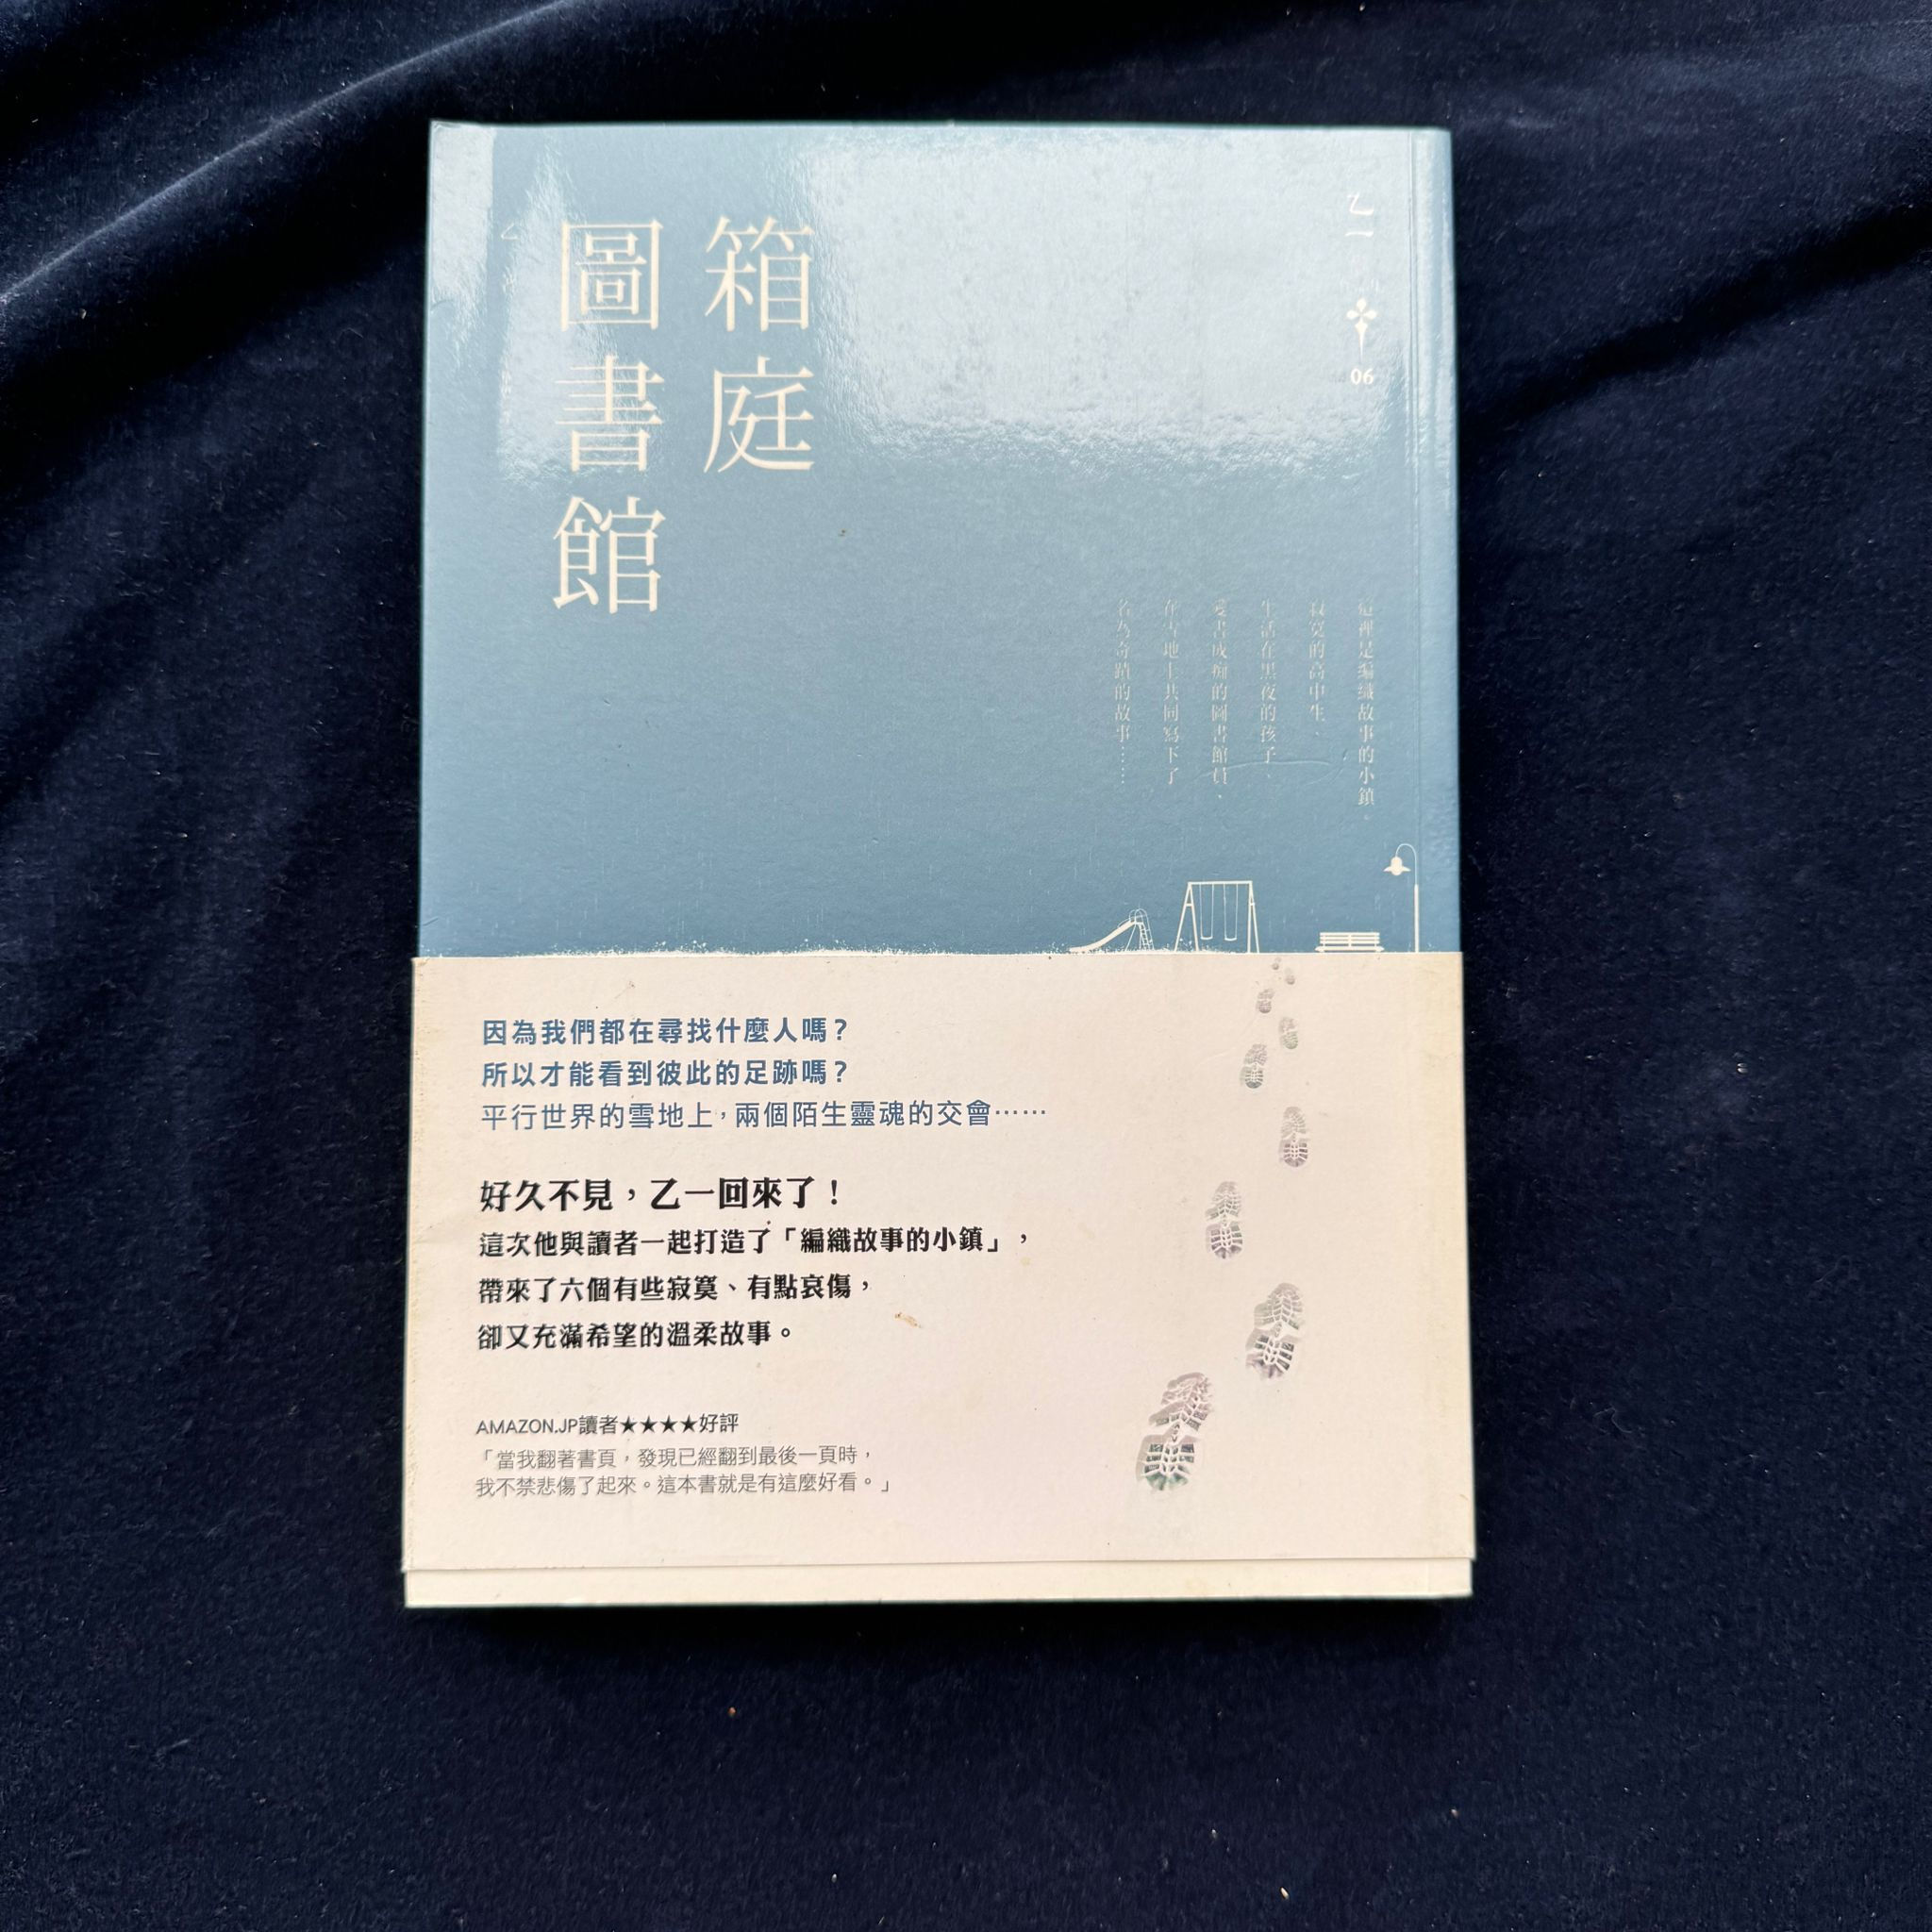 箱庭
圖書館
乙一
06
這裡是編織故事的小鎮。
寂寞的高中生、
生活在黑夜的孩子、
愛書成痴的圖書館員、
在雪地上共同寫下了
名為奇蹟的故事……
因為我們都在尋找什麼人嗎？
所以才能看到彼此的足跡嗎？
平行世界的雪地上，兩個陌生靈魂的交會……
好久不見，乙一回來了！
這次他與讀者一起打造了「編織故事的小鎮」，
帶來了六個有些寂寞、有點哀傷，
卻又充滿希望的溫柔故事。
AMAZON.JP讀者★★★★好評
「當我翻著書頁，發現已經翻到最後一頁時，
我不禁悲傷了起來。這本書就是有這麼好看。」